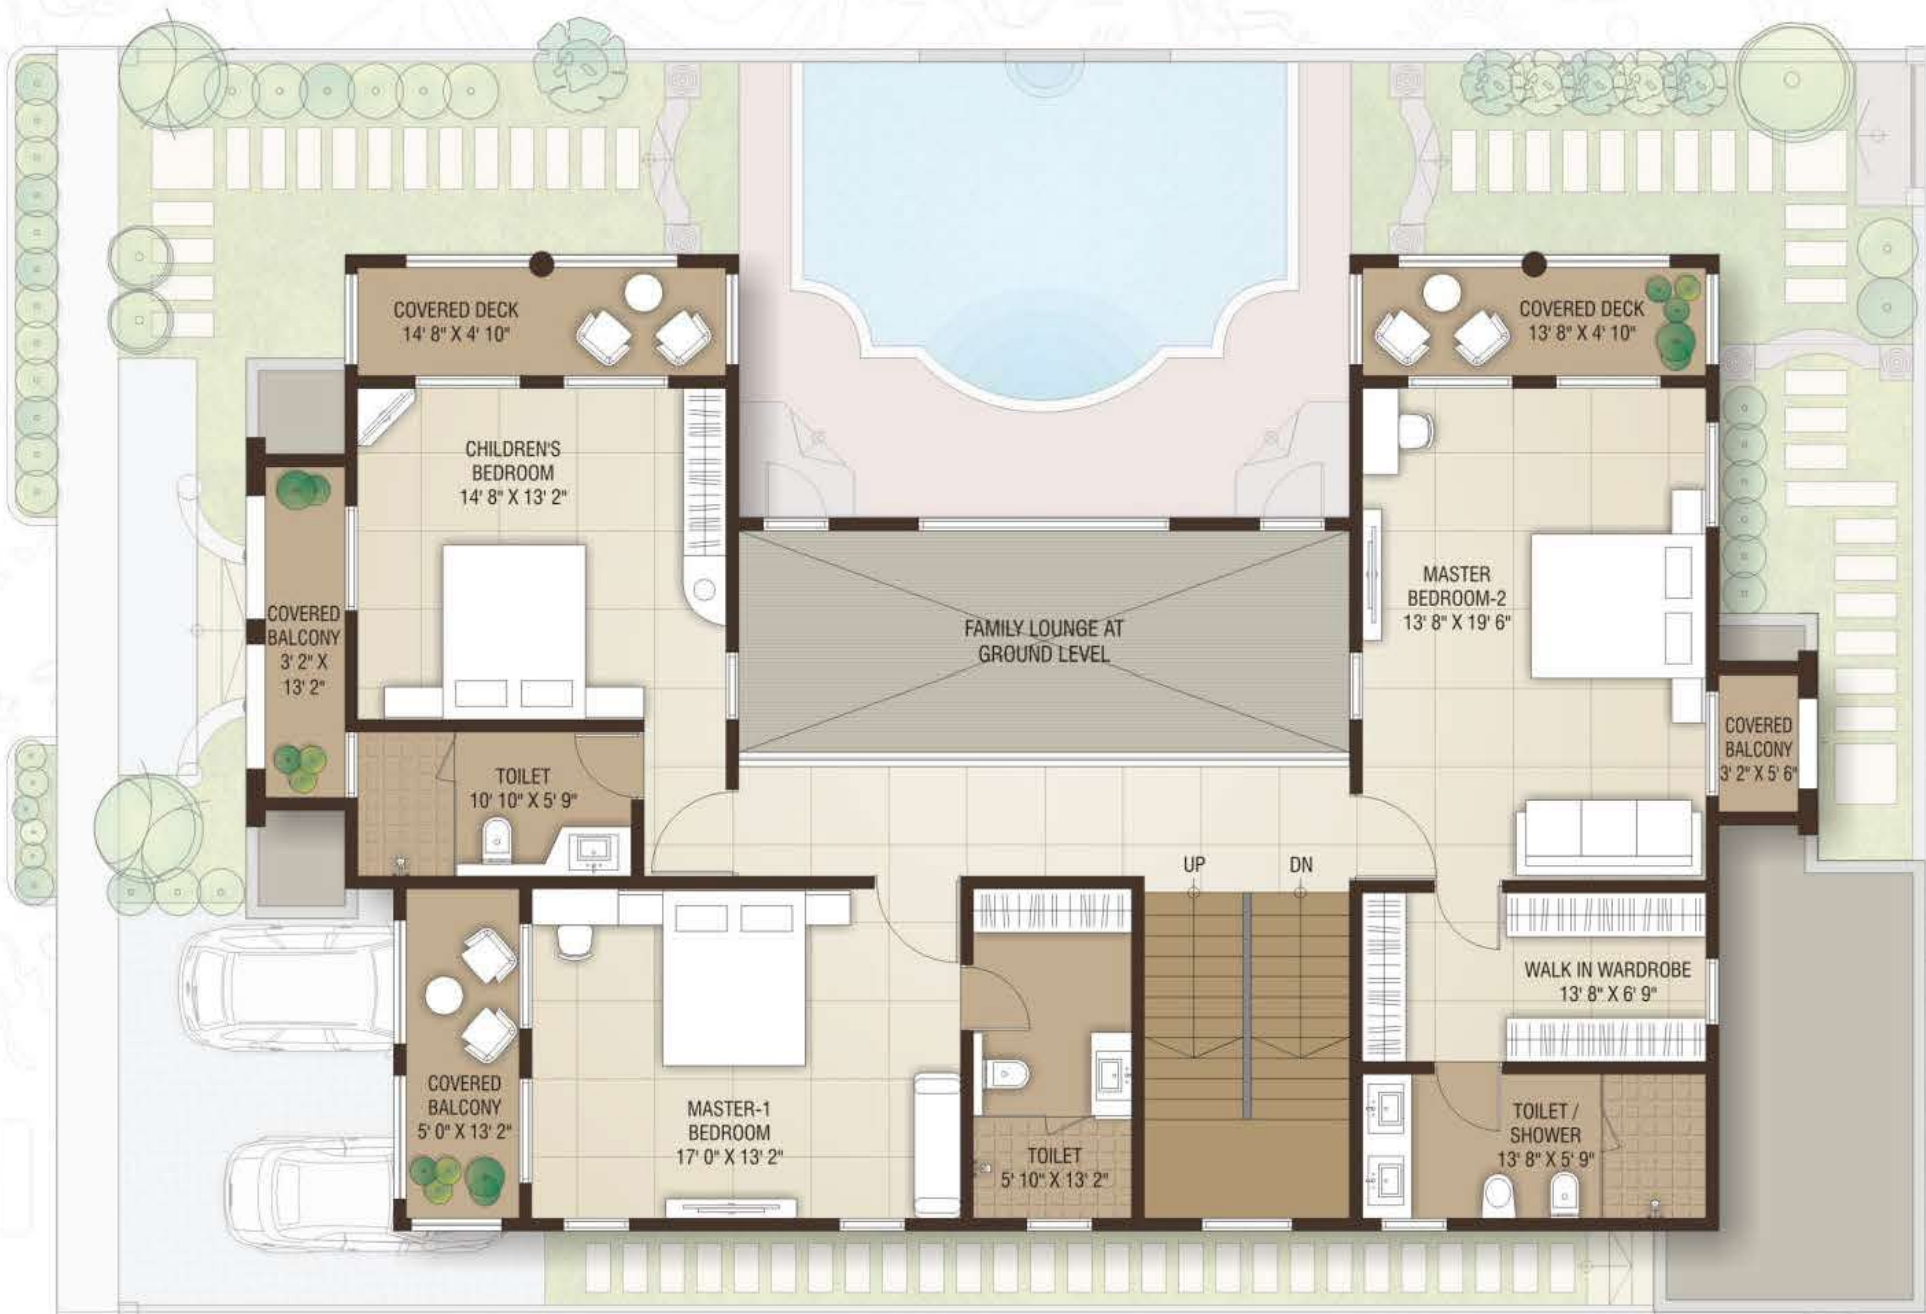 COVERED DECK
14' 8" X 4' 10"
COVERED DECK
13' 8" X 4' 10"
CHILDREN'S
BEDROOM
14' 8" X 13' 2"
COVERED
BALCONY
3' 2" X
13' 2"
FAMILY LOUNGE AT
GROUND LEVEL
MASTER
BEDROOM-2
13' 8" X 19' 6"
COVERED
BALCONY
3' 2" X 5' 6"
TOILET
10' 10" X 5' 9"
UP
DN
WALK IN WARDROBE
13' 8" X 6' 9"
COVERED
BALCONY
5' 0" X 13' 2"
MASTER-1
BEDROOM
17' 0" X 13' 2"
TOILET
5' 10" X 13' 2"
TOILET /
SHOWER
13' 8" X 5' 9"